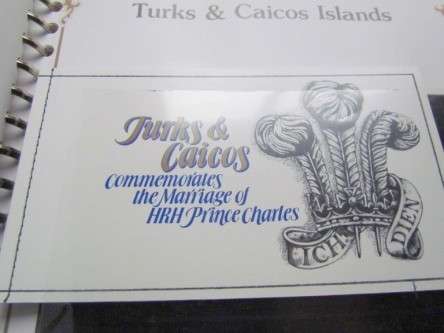 Turks & Caicos Islands
Turks &
Caicos
Commemorates
the Marriage of
HRH Prince Charles
ICH DIEN